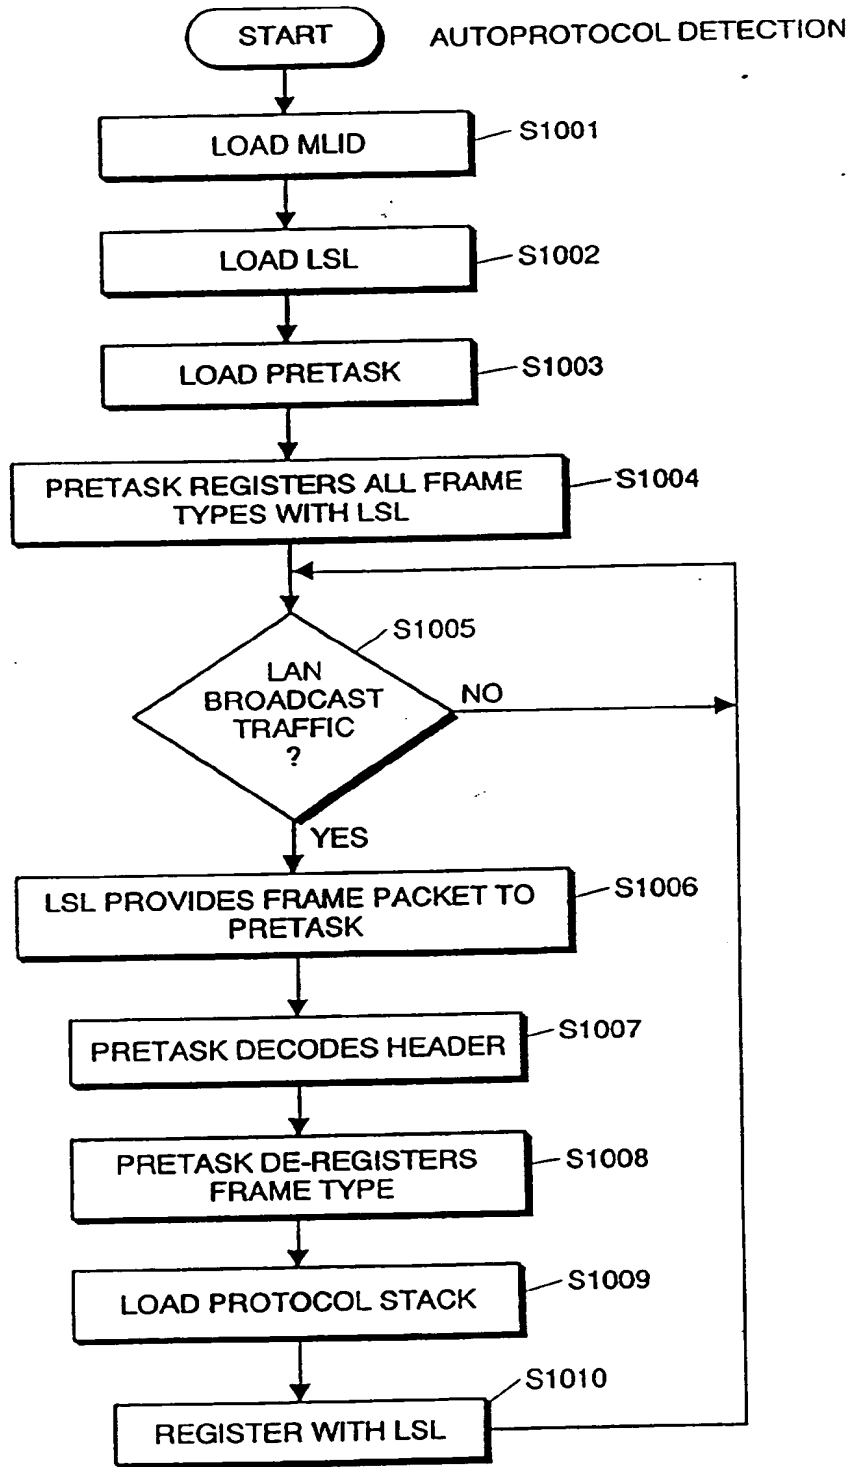 START
AUTOPROTOCOL DETECTION
LOAD MLID
S1001
LOAD LSL
S1002
LOAD PRETASK
S1003
PRETASK REGISTERS ALL FRAME
TYPES WITH LSL
S1004
S1005
LAN
BROADCAST
TRAFFIC
?
NO
YES
LSL PROVIDES FRAME PACKET TO
PRETASK
S1006
PRETASK DECODES HEADER
S1007
PRETASK DE-REGISTERS
FRAME TYPE
S1008
LOAD PROTOCOL STACK
S1009
REGISTER WITH LSL
S1010